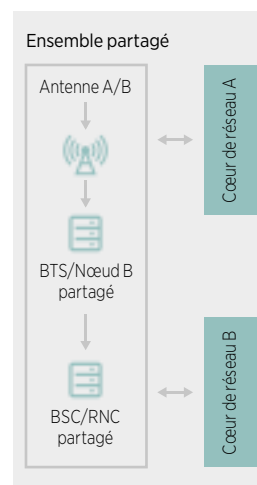 Ensemble partagé
Antenne A/B
Cœur de réseau A
BTS/Nœud B
partagé
BSC/RNC
partagé
Cœur de réseau B